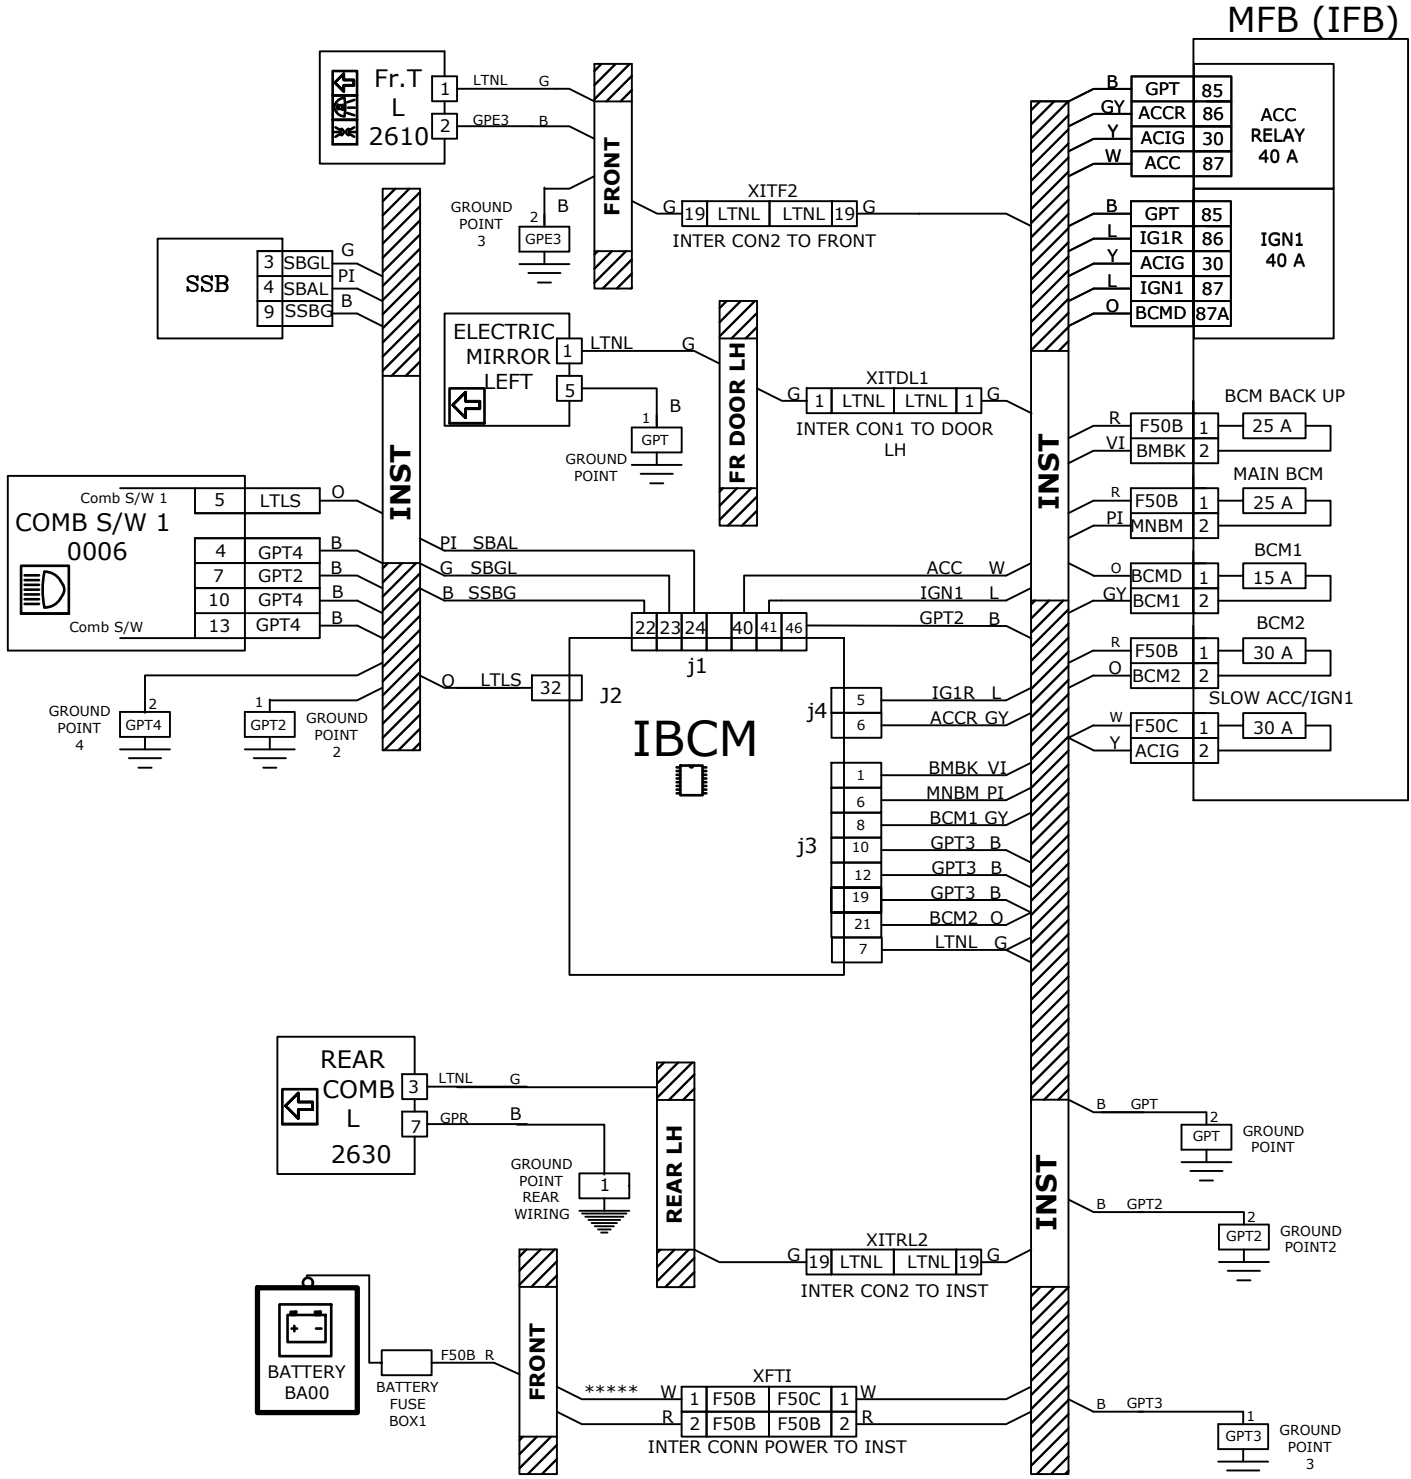 MFB (IFB)
Fr.T
L
2610
1
2
LTNL G
GPE3 B
FRONT
GROUND
POINT
3
2
B
GPE3
XITF2
G 19 LTNL LTNL 19 G
INTER CON2 TO FRONT
B GPT 85
GY ACCR 86
Y ACIG 30
W ACC 87
ACC
RELAY
40 A
B GPT 85
L IG1R 86
Y ACIG 30
L IGN1 87
O BCMD 87A
IGN1
40 A
SSB
3 SBGL G
4 SBAL PI
9 SSBG B
INST
ELECTRIC
MIRROR
LEFT
1
5
LTNL G
1
B
GPT
GROUND
POINT
FR DOOR LH
XITDL1
G 1 LTNL LTNL 1 G
INTER CON1 TO DOOR
LH
INST
BCM BACK UP
R F50B 1 25 A
VI BMBK 2
MAIN BCM
R F50B 1 25 A
PI MNBM 2
BCM1
O BCMD 1 15 A
GY BCM1 2
BCM2
R F50B 1 30 A
O BCM2 2
SLOW ACC/IGN1
W F50C 1 30 A
Y ACIG 2
Comb S/W 1
COMB S/W 1
0006
Comb S/W
5 LTLS O
4 GPT4 B
7 GPT2 B
10 GPT4 B
13 GPT4 B
GROUND
POINT
4
2
GPT4
1
GPT2
GROUND
POINT
2
PI SBAL
G SBGL
B SSBG
O LTLS 32
J2
22 23 24 40 41 46
j1
ACC W
IGN1 L
GPT2 B
IBCM
j4
5 IG1R L
6 ACCR GY
j3
1 BMBK VI
6 MNBM PI
8 BCM1 GY
10 GPT3 B
12 GPT3 B
19 GPT3 B
21 BCM2 O
7 LTNL G
REAR
COMB
L
2630
3
7
LTNL G
GPR B
GROUND
POINT
REAR
WIRING
1
REAR LH
XITRL2
G 19 LTNL LTNL 19 G
INTER CON2 TO INST
INST
B GPT
2
GPT
GROUND
POINT
B GPT2
2
GPT2
GROUND
POINT2
B GPT3
1
GPT3
GROUND
POINT
3
+ -
BATTERY
BA00
BATTERY
FUSE
BOX1
F50B R
FRONT
XFTI
***** W 1 F50B F50C 1 W
R 2 F50B F50B 2 R
INTER CONN POWER TO INST